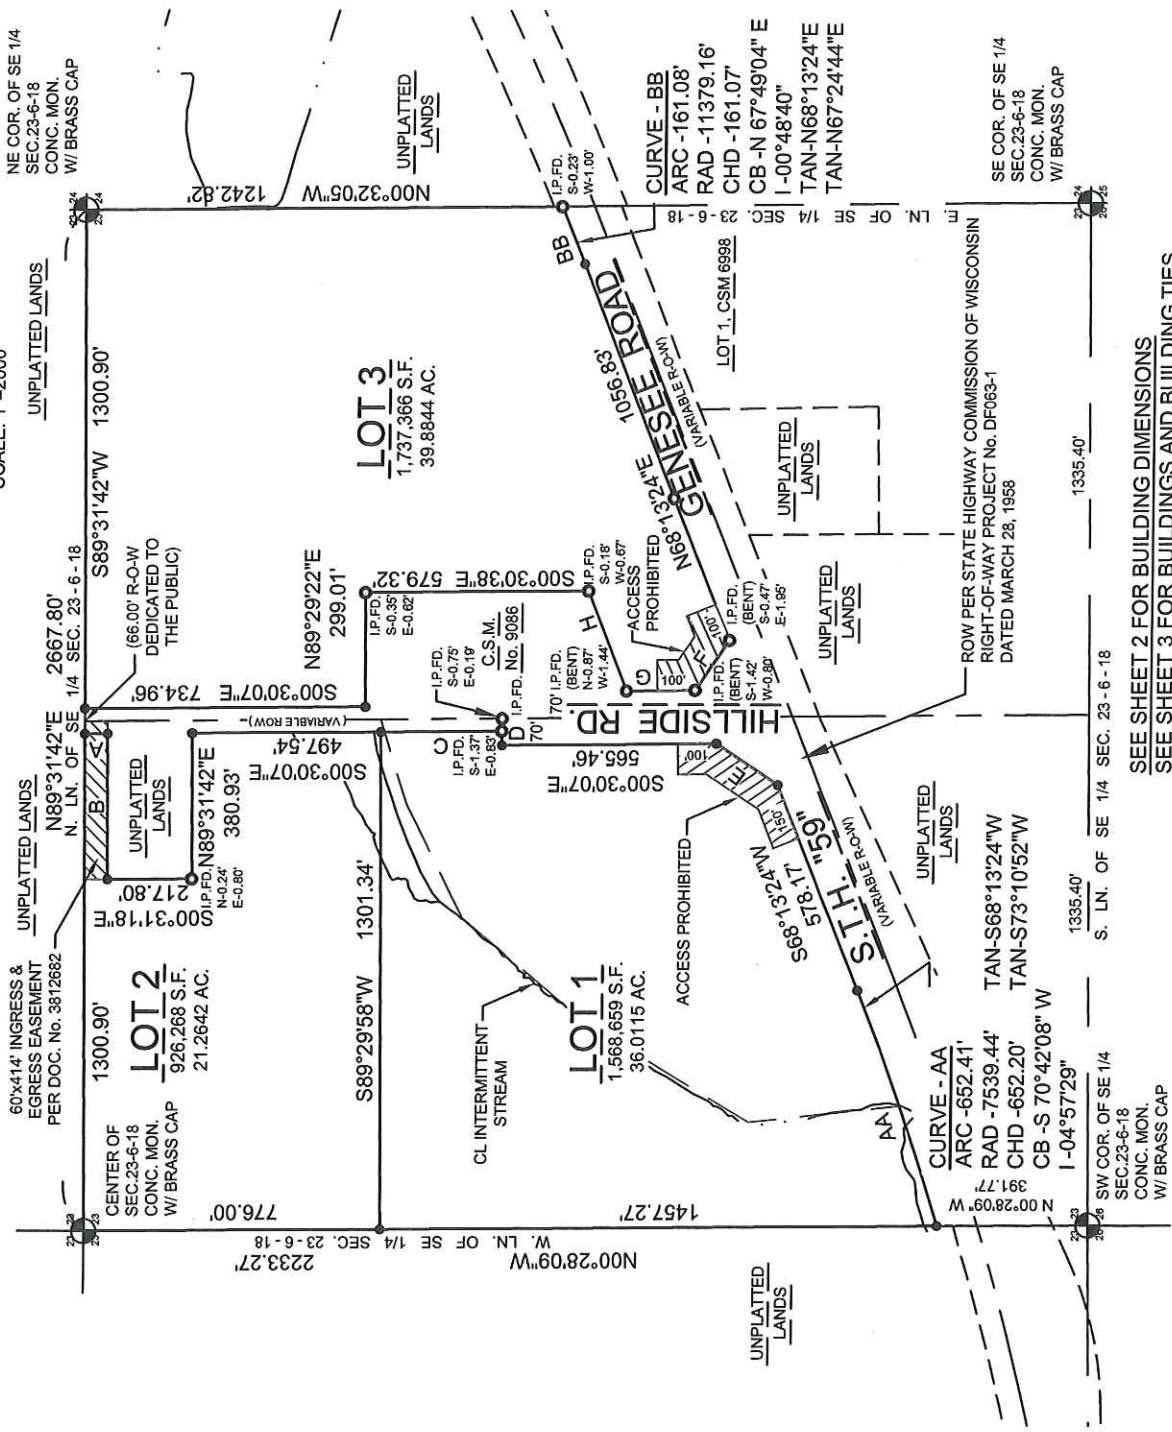 NE COR. OF SE 1/4
SEC.23-6-18
CONC. MON.
W/ BRASS CAP
UNPLATTED LANDS
N89°31'42"E 2667.80'
N. LN. OF SE 1/4 SEC. 23-6-18
S89°31'42"W 1300.90'
(66.00' R-O-W
DEDICATED TO
THE PUBLIC)
UNPLATTED LANDS
60'x414' INGRESS &
EGRESS EASEMENT
PER DOC. No. 3812682
1300.90'
CENTER OF
SEC.23-6-18
CONC. MON.
W/ BRASS CAP
LOT 2
926,268 S.F.
21.2642 AC.
S00°31'18"E
217.80'
I.P.FD.
N-0.24'
E-0.80'
B
A
UNPLATTED
LANDS
N89°31'42"E
380.93'
S00°30'07"E
497.54'
(VARIABLE ROW)
S00°30'07"E 734.96'
N89°29'22"E
299.01'
I.P.FD.
S-0.35'
E-0.62'
S00°30'38"E 579.32'
LOT 3
1,737,366 S.F.
39.8844 AC.
UNPLATTED
LANDS
N00°32'05"W 1242.82'
I.P.FD.
S-0.23'
W-1.00'
CURVE - BB
ARC -161.08'
RAD -11379.16'
CHD -161.07'
CB -N 67°49'04" E
I-00°48'40"
TAN-N68°13'24"E
TAN-N67°24'44"E
E. LN. OF SE 1/4 SEC. 23-6-18
BB
N68°13'24"E 1056.83'
GENESEE ROAD
(VARIABLE R-O-W)
LOT 1, CSM 6998
SE COR. OF SE 1/4
SEC.23-6-18
CONC. MON.
W/ BRASS CAP
I.P.FD.
S-0.18'
W-0.67'
H
I.P.FD.
(BENT)
N-0.87'
W-1.44'
G
ACCESS
PROHIBITED
100'
100'
F
I.P.FD.
(BENT)
S-0.47'
E-1.95'
I.P.FD.
(BENT)
S-1.42'
W-0.80'
C.S.M.
No. 9086
I.P.FD.
S-0.75'
E-0.19'
I.P.FD.
70'
70'
HILLSIDE RD.
C
D
I.P.FD.
S-1.37'
E-0.83'
S00°30'07"E
565.46'
100'
E
150'
ACCESS PROHIBITED
S89°29'58"W 1301.34'
CL INTERMITTENT
STREAM
LOT 1
1,568,659 S.F.
36.0115 AC.
S68°13'24"W
578.17'
S.T.H. "59"
(VARIABLE R-O-W)
UNPLATTED
LANDS
UNPLATTED
LANDS
UNPLATTED
LANDS
ROW PER STATE HIGHWAY COMMISSION OF WISCONSIN
RIGHT-OF-WAY PROJECT No. DF063-1
DATED MARCH 28, 1958
776.00'
1457.27'
W. LN. OF SE 1/4 SEC. 23-6-18
2233.27'
N00°28'09"W
AA
CURVE - AA
ARC -652.41'
RAD -7539.44'
CHD -652.20'
CB -S 70°42'08" W
I -04°57'29"
TAN-S68°13'24"W
TAN-S73°10'52"W
N 00°28'09" W
391.77'
UNPLATTED
LANDS
SW COR. OF SE 1/4
SEC.23-6-18
CONC. MON.
W/ BRASS CAP
1335.40'
1335.40'
S. LN. OF SE 1/4 SEC. 23-6-18
SEE SHEET 2 FOR BUILDING DIMENSIONS
SEE SHEET 3 FOR BUILDINGS AND BUILDING TIES